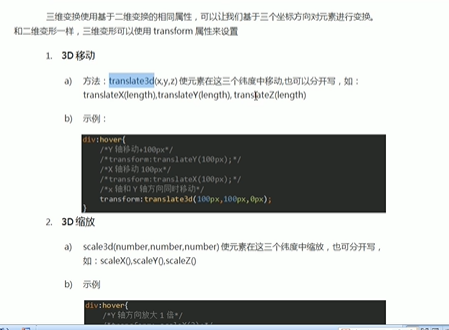 三维变换使用基于二维变换的相同属性，可以让我们基于三个坐标方向对元素进行变换。
和二维变形一样，三维变形可以使用 transform 属性来设置
1. 3D 移动
a) 方法：translate3d(x,y,z) 使元素在这三个纬度中移动,也可以分开写，如：
translateX(length),translateY(length), translateZ(length)
b) 示例：
div:hover{
/*Y 轴移动+100px*/
/*transform:translateY(100px);*/
/*X 轴移动 100px*/
/*transform:translateX(100px);*/
/*x 轴和 Y 轴方向同时移动*/
transform:translate3d(100px,100px,0px);
}
2. 3D 缩放
a) scale3d(number,number,number) 使元素在这三个纬度中缩放，也可分开写，
如：scaleX(),scaleY(),scaleZ()
b) 示例
div:hover{
/*Y 轴方向放大 1 倍*/